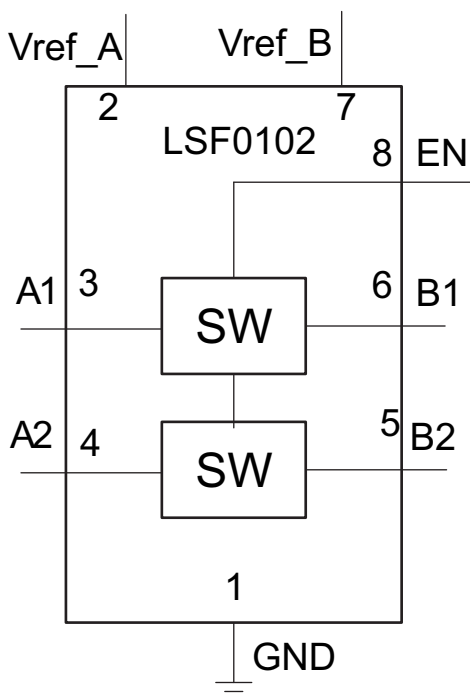 Vref_A
Vref_B
2
7
LSF0102
8
EN
A1
3
6
B1
SW
A2
4
5
B2
SW
1
GND